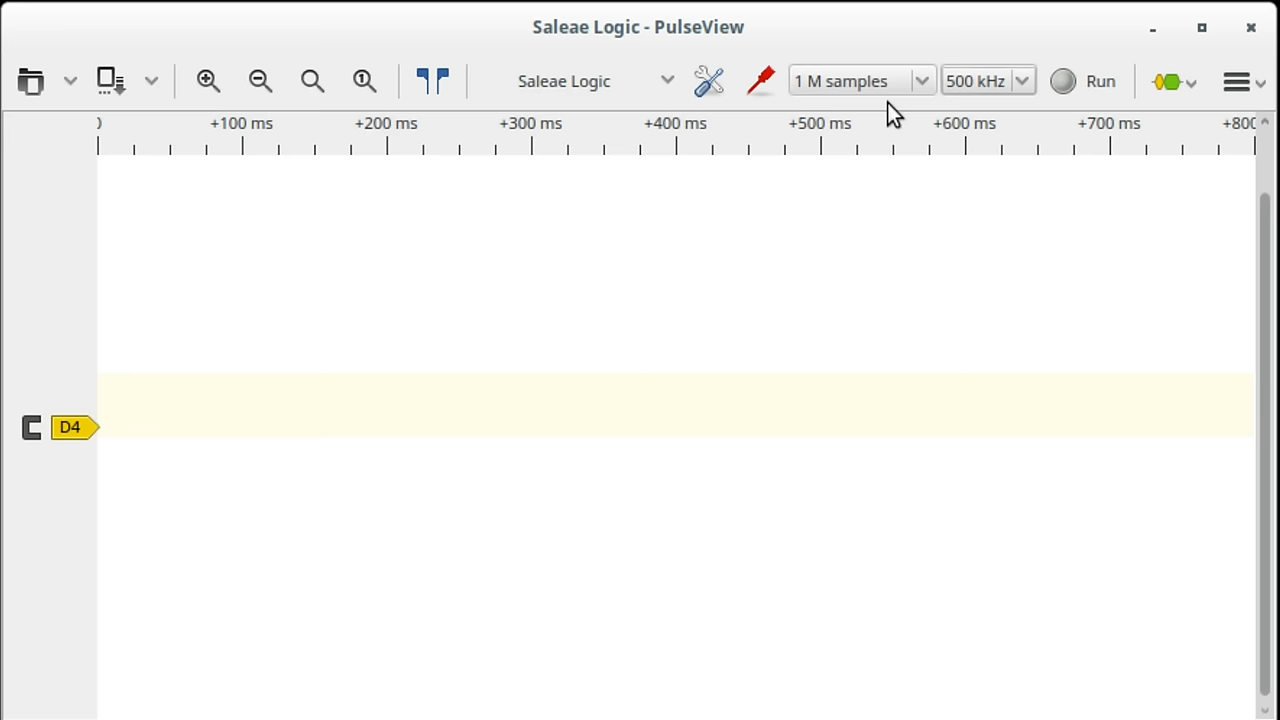 Saleae Logic - PulseView
Saleae Logic 1 M samples 500 kHz Run
+100 ms +200 ms +300 ms +400 ms +500 ms +600 ms +700 ms +800
D4